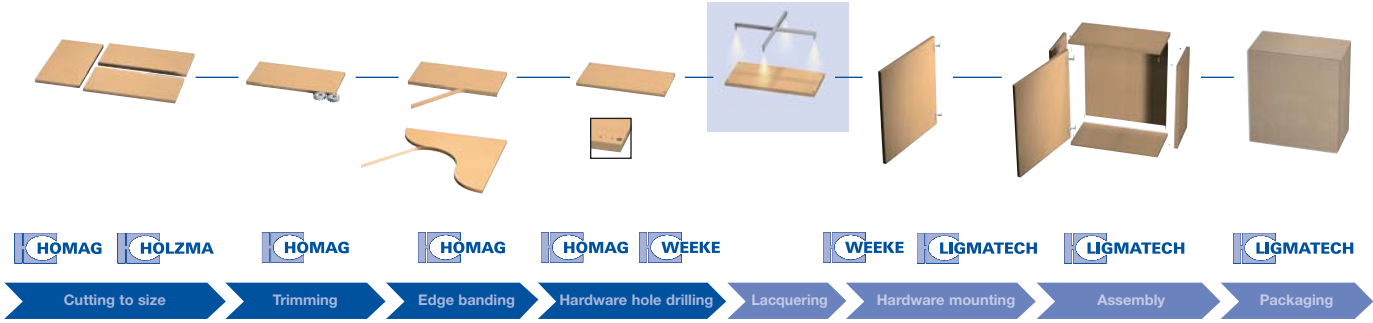 HOMAG HOLZMA HOMAG HOMAG HOMAG WEEKE WEEKE LIGMATECH LIGMATECH LIGMATECH
Cutting to size Trimming Edge banding Hardware hole drilling Lacquering Hardware mounting Assembly Packaging